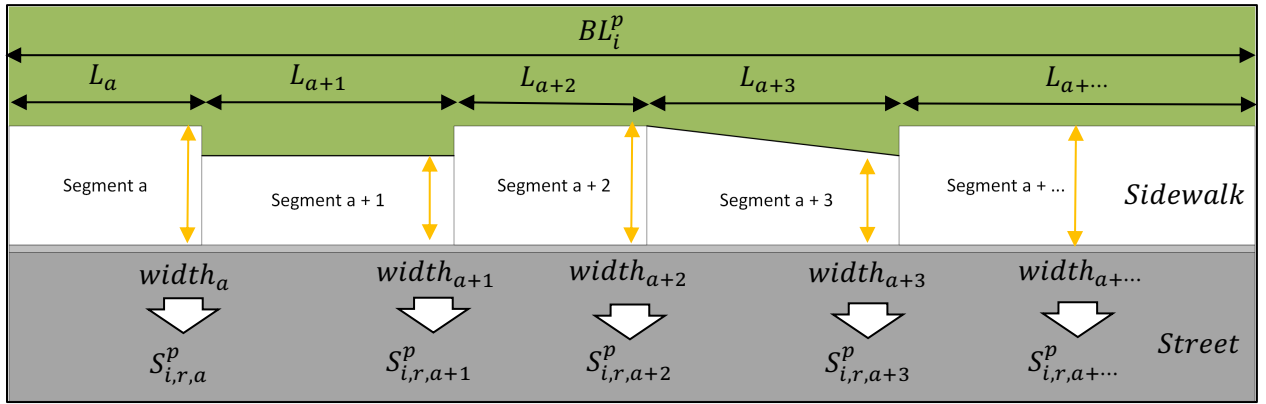 BL_i^p
L_a L_{a+1} L_{a+2} L_{a+3} L_{a+⋯}
Segment a Segment a + 1 Segment a + 2 Segment a + 3 Segment a + ... Sidewalk
width_a width_{a+1} width_{a+2} width_{a+3} width_{a+⋯}
S_{i,r,a}^p S_{i,r,a+1}^p S_{i,r,a+2}^p S_{i,r,a+3}^p S_{i,r,a+⋯}^p Street